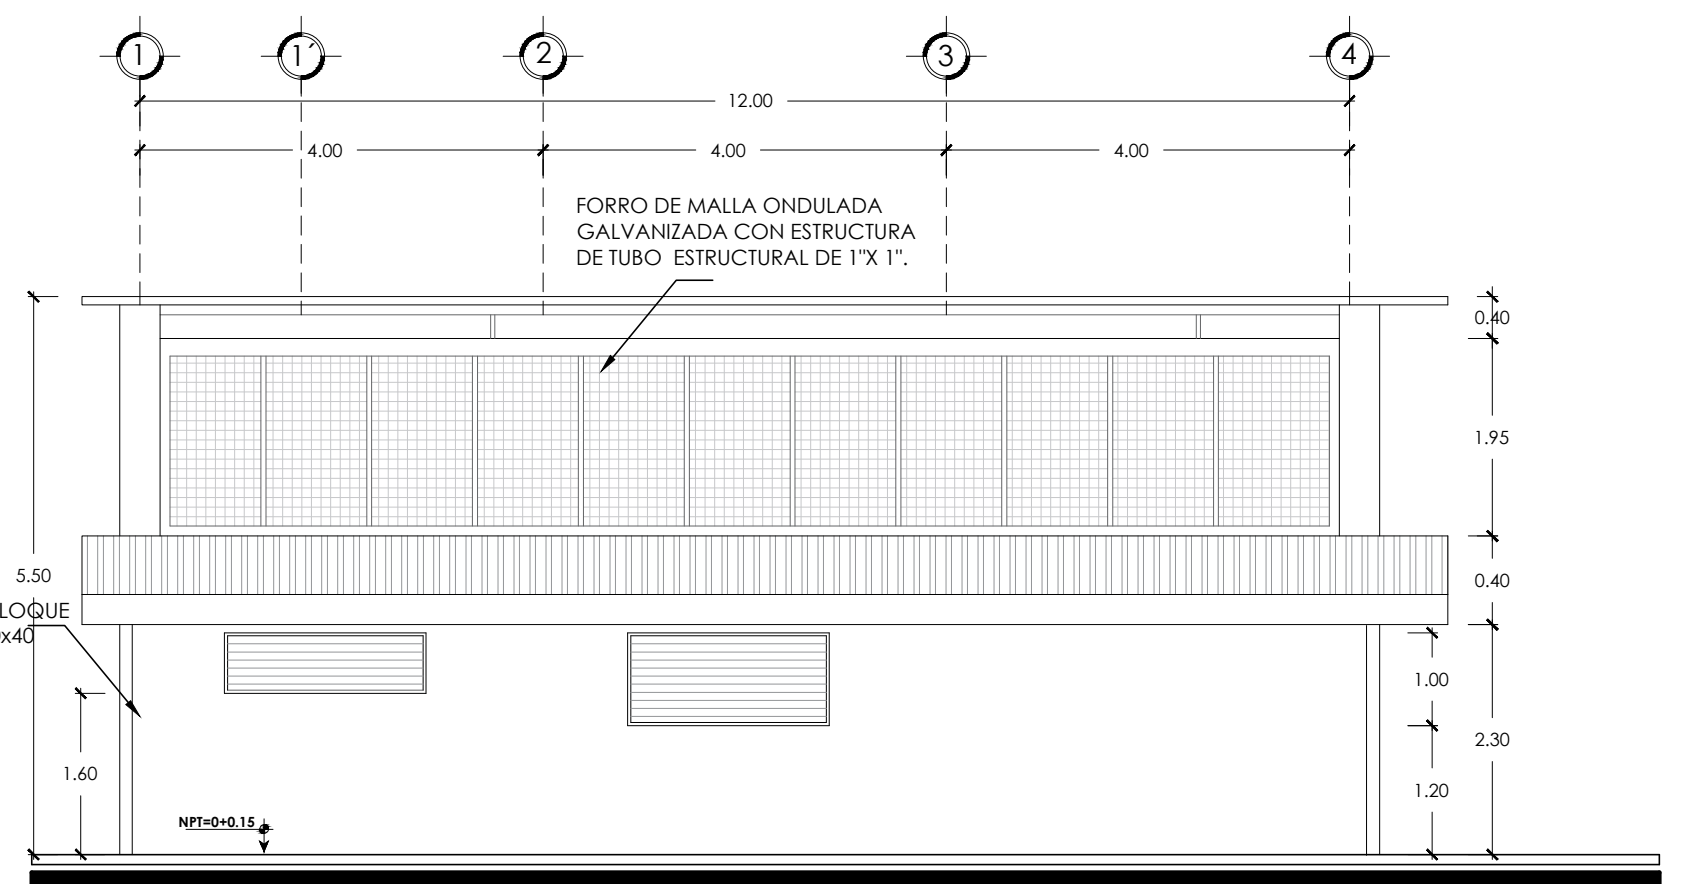 1 1´ 2 3 4
12.00
4.00 4.00 4.00
FORRO DE MALLA ONDULADA
GALVANIZADA CON ESTRUCTURA
DE TUBO ESTRUCTURAL DE 1"X 1".
0.40
1.95
5.50
0.40
LOQUE
x40
1.00
2.30
1.60
1.20
NPT=0+0.15